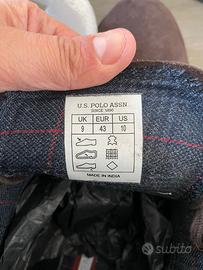 U.S. POLO ASSN.
SINCE 1890
UK EUR US
9 43 10
MADE IN INDIA
subito